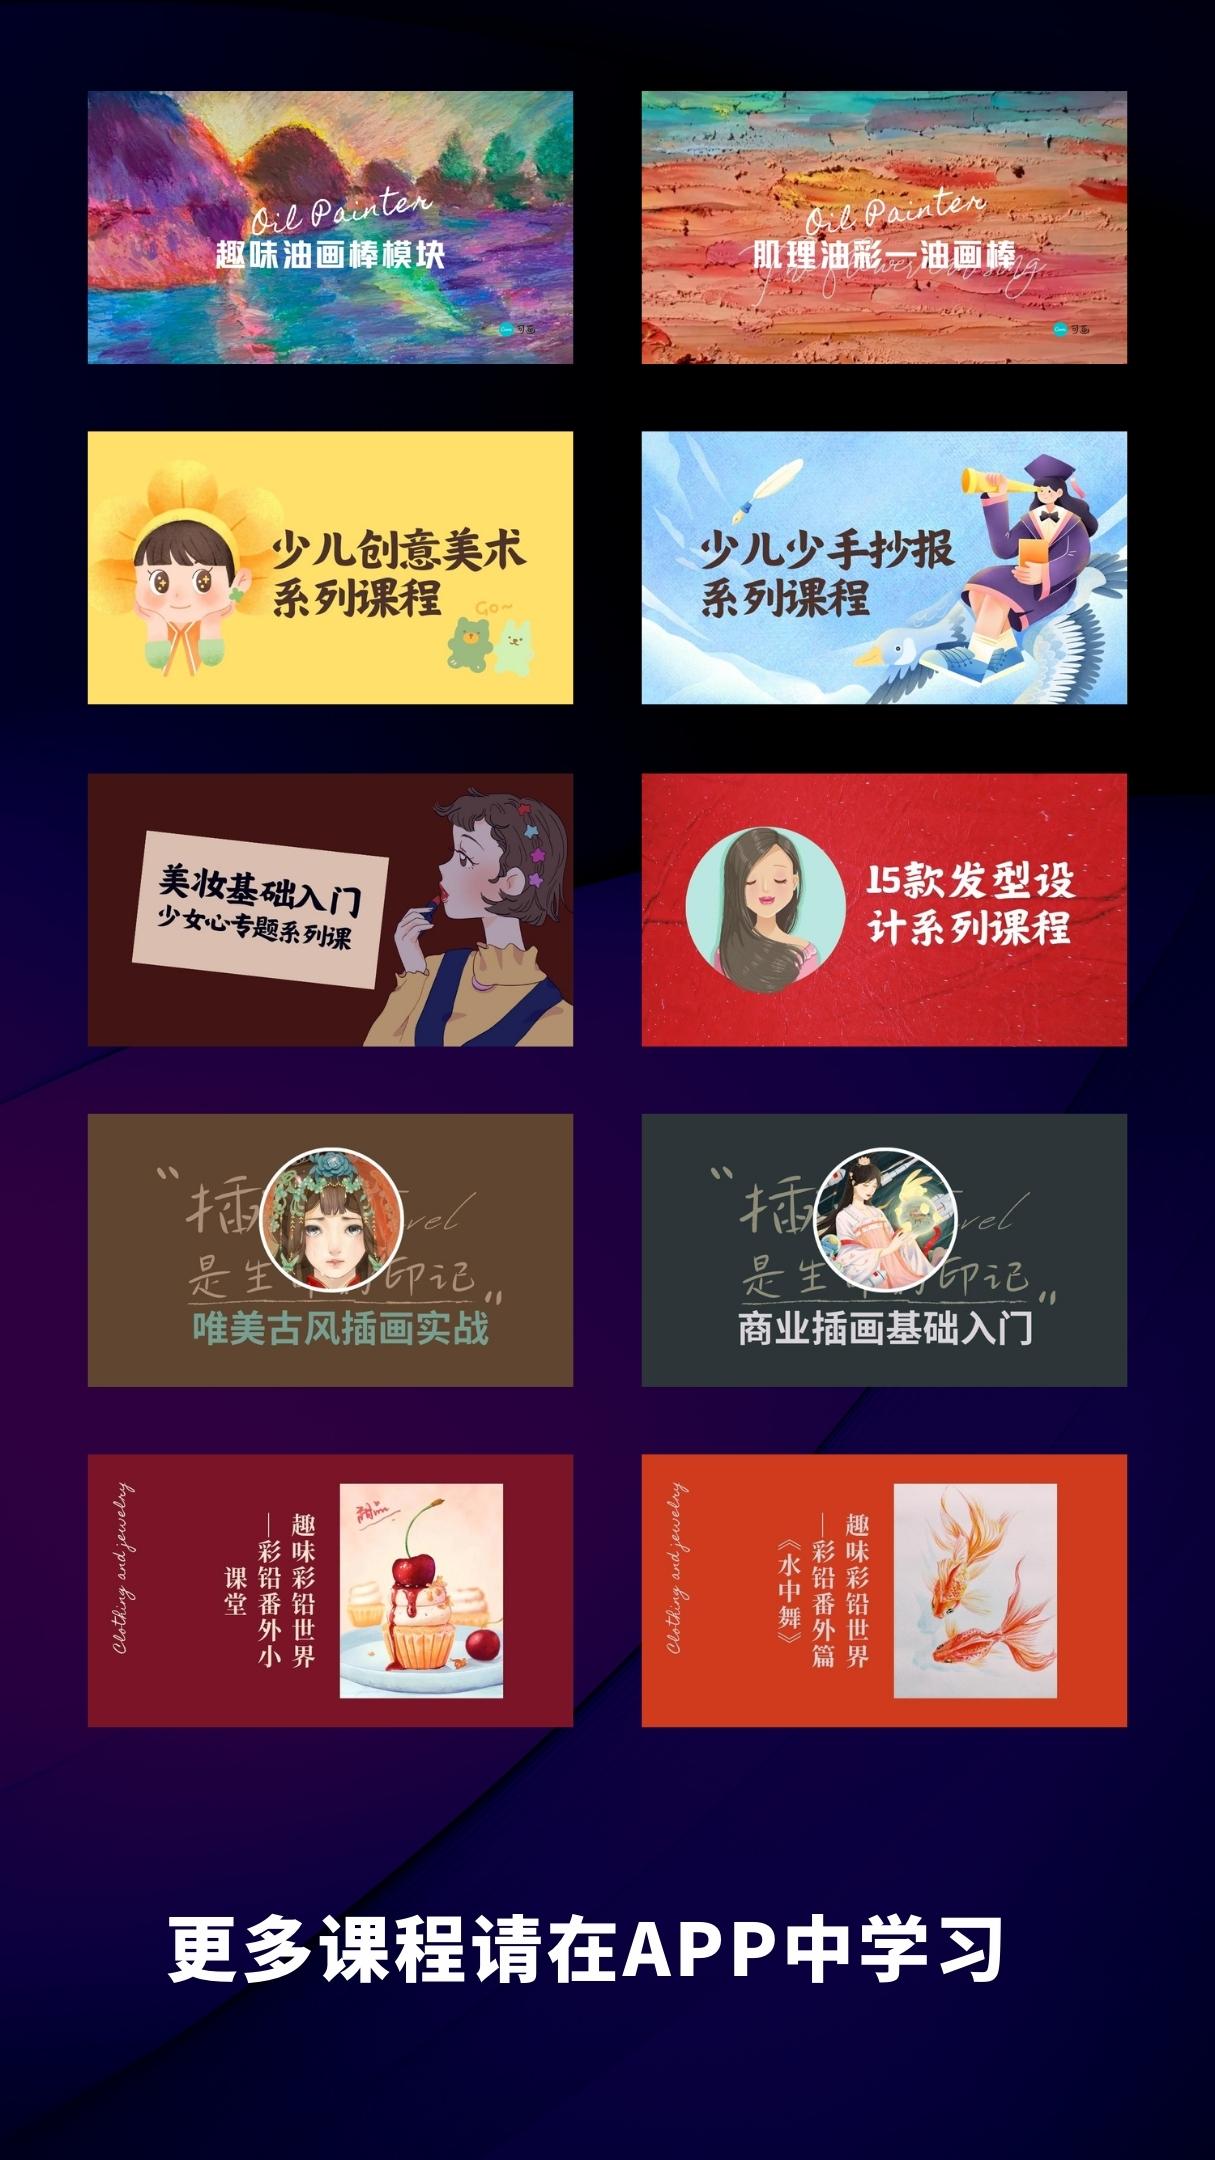 Oil Painter
趣味油画棒模块
Canva
可画
Oil Painter
肌理油彩—油画棒
Canva
可画
少儿创意美术
系列课程
Go~
少儿少手抄报
系列课程
美妆基础入门
少女心专题系列课
15款发型设
计系列课程
“插 vel
是生 印记”
唯美古风插画实战
“插 vel
是生 印记”
商业插画基础入门
Clothing and jewelry
趣味彩铅世界
—彩铅番外小
课堂
Clothing and jewelry
趣味彩铅世界
—彩铅番外篇
《水中舞》
更多课程请在APP中学习